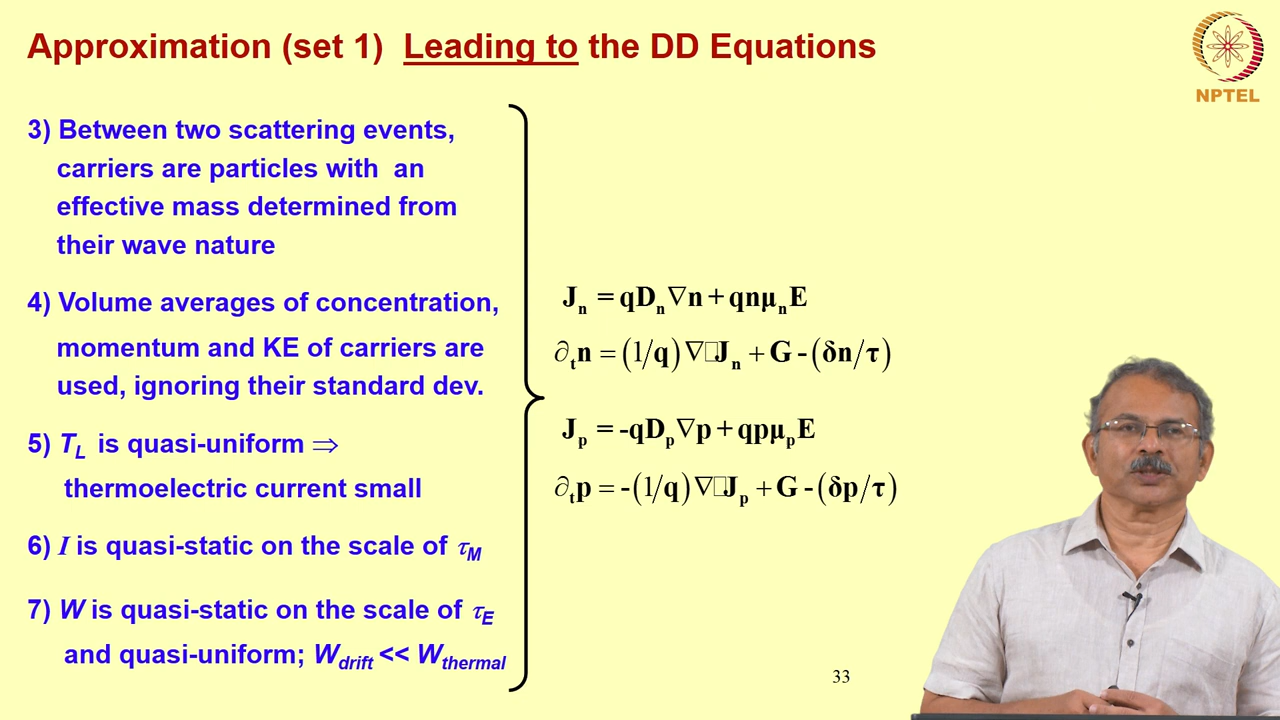 Approximation (set 1) Leading to the DD Equations
NPTEL
3) Between two scattering events,
carriers are particles with an
effective mass determined from
their wave nature
4) Volume averages of concentration,
momentum and KE of carriers are
used, ignoring their standard dev.
5) T_L is quasi-uniform ⇒
thermoelectric current small
6) I is quasi-static on the scale of τ_M
7) W is quasi-static on the scale of τ_E
and quasi-uniform; W_drift << W_thermal
J_n = qD_n∇n + qnμ_nE
∂_tn = (1/q)∇□J_n + G - (δn/τ)
J_p = -qD_p∇p + qpμ_pE
∂_tp = -(1/q)∇□J_p + G - (δp/τ)
33